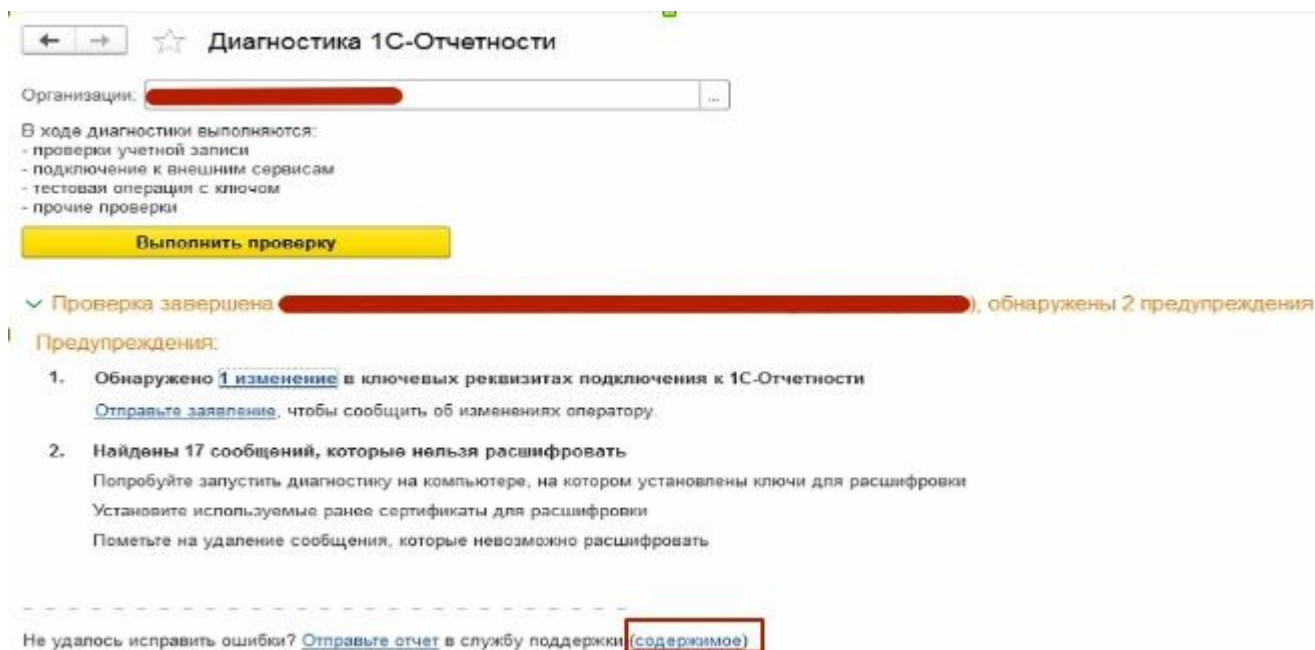 Диагностика 1С-Отчетности
Организации: ...
В ходе диагностики выполняются:
- проверки учетной записи
- подключение к внешним сервисам
- тестовая операция с ключом
- прочие проверки
Выполнить проверку
Проверка завершена ), обнаружены 2 предупреждения
Предупреждения:
1. Обнаружено 1 изменение в ключевых реквизитах подключения к 1С-Отчетности
Отправьте заявление, чтобы сообщить об изменениях оператору.
2. Найдены 17 сообщений, которые нельзя расшифровать
Попробуйте запустить диагностику на компьютере, на котором установлены ключи для расшифровки
Установите используемые ранее сертификаты для расшифровки
Пометьте на удаление сообщения, которые невозможно расшифровать
Не удалось исправить ошибки? Отправьте отчет в службу поддержки (содержимое)